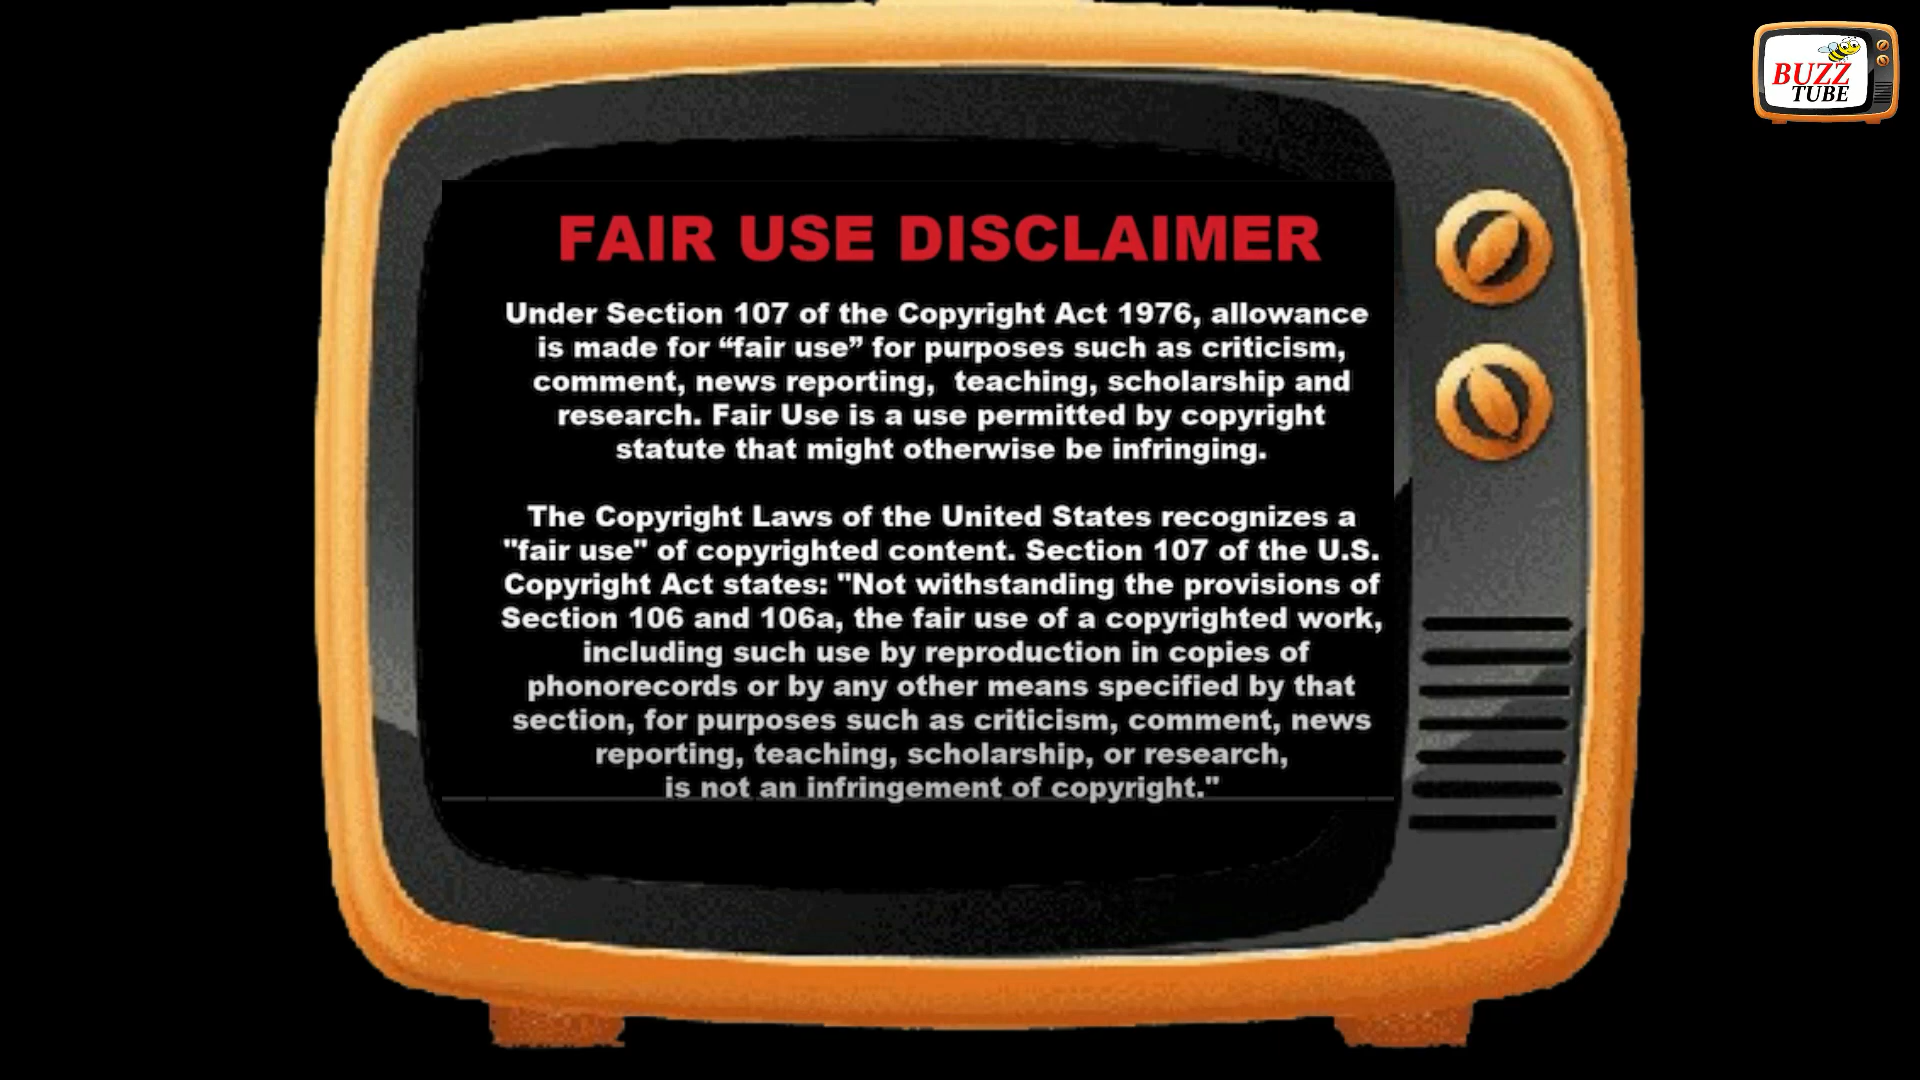 BUZZ
TUBE
FAIR USE DISCLAIMER
Under Section 107 of the Copyright Act 1976, allowance
is made for “fair use” for purposes such as criticism,
comment, news reporting,  teaching, scholarship and
research. Fair Use is a use permitted by copyright
statute that might otherwise be infringing.
The Copyright Laws of the United States recognizes a
"fair use" of copyrighted content. Section 107 of the U.S.
Copyright Act states: "Not withstanding the provisions of
Section 106 and 106a, the fair use of a copyrighted work,
including such use by reproduction in copies of
phonorecords or by any other means specified by that
section, for purposes such as criticism, comment, news
reporting, teaching, scholarship, or research,
is not an infringement of copyright."